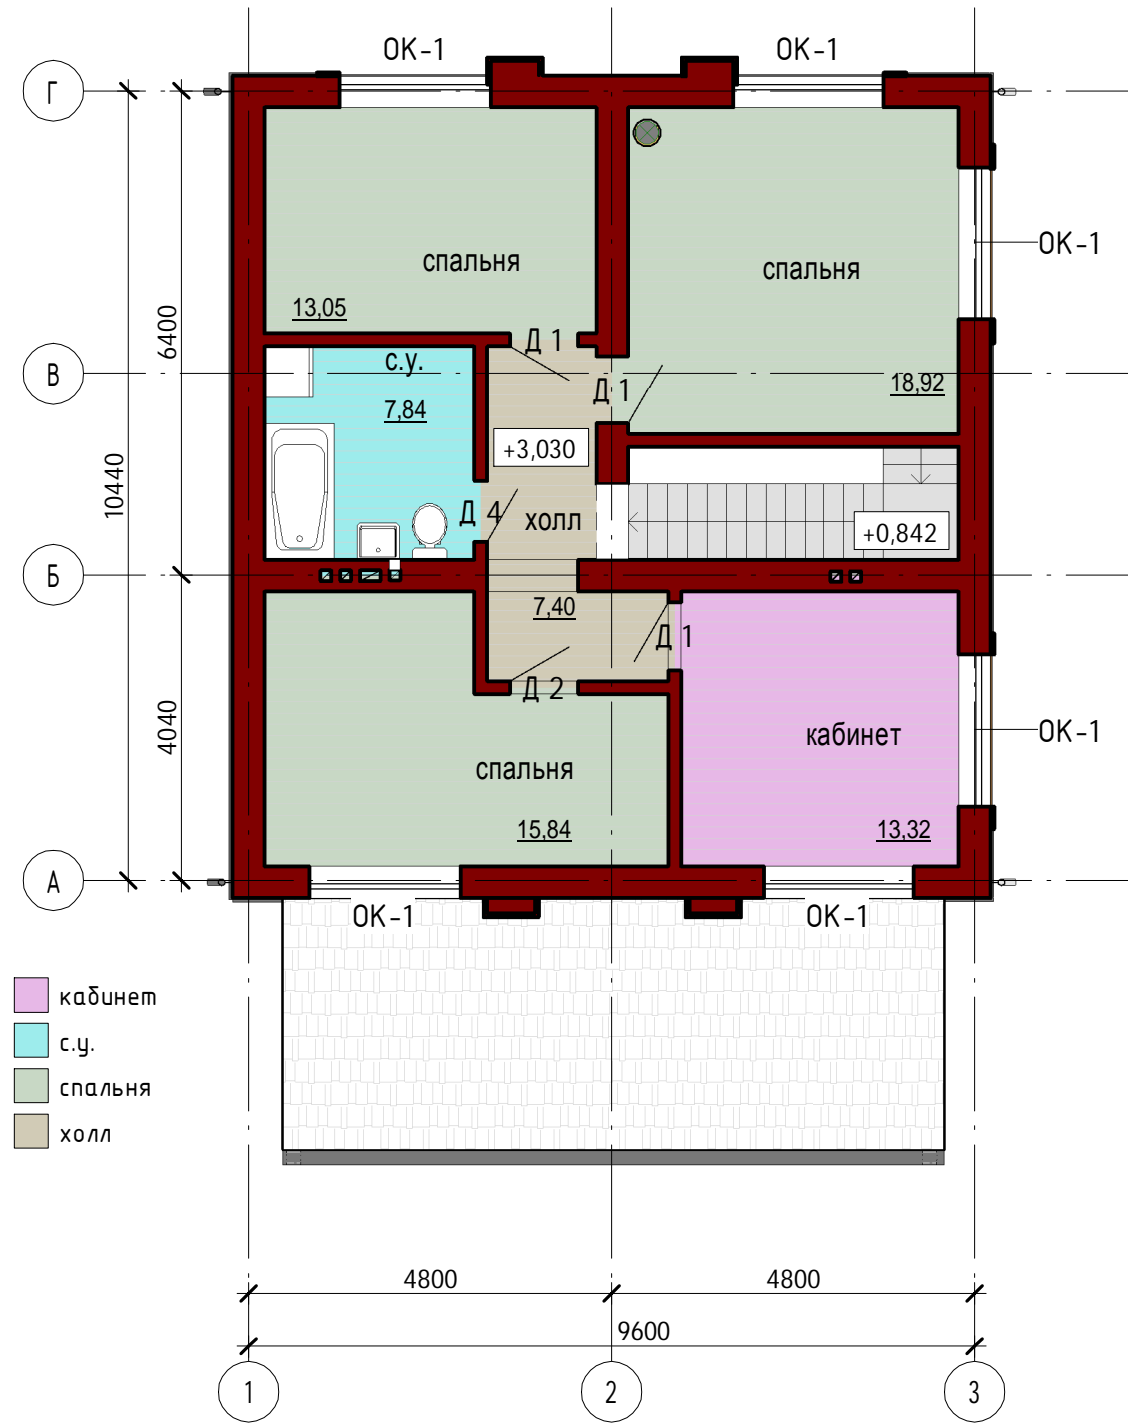 ОК-1
ОК-1
Г
спальня
13,05
спальня
18,92
ОК-1
6400
10440
В
Д 1
с.у.
7,84
Д 1
+3,030
Д 4
холл
+0,842
Б
7,40
Д 1
Д 2
4040
спальня
15,84
кабинет
13,32
ОК-1
А
ОК-1
ОК-1
кабинет
с.у.
спальня
холл
4800
4800
9600
1
2
3